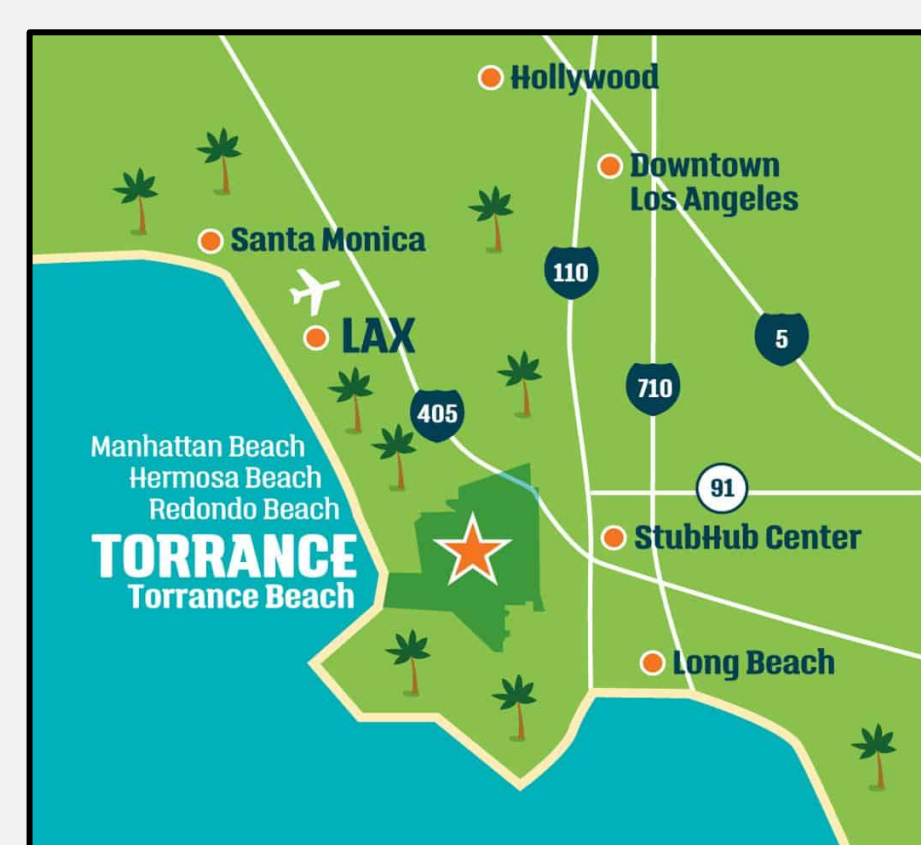 Hollywood
Downtown
Los Angeles
Santa Monica
110
LAX
5
710
405
Manhattan Beach
Hermosa Beach
Redondo Beach
91
TORRANCE
StubHub Center
Torrance Beach
Long Beach